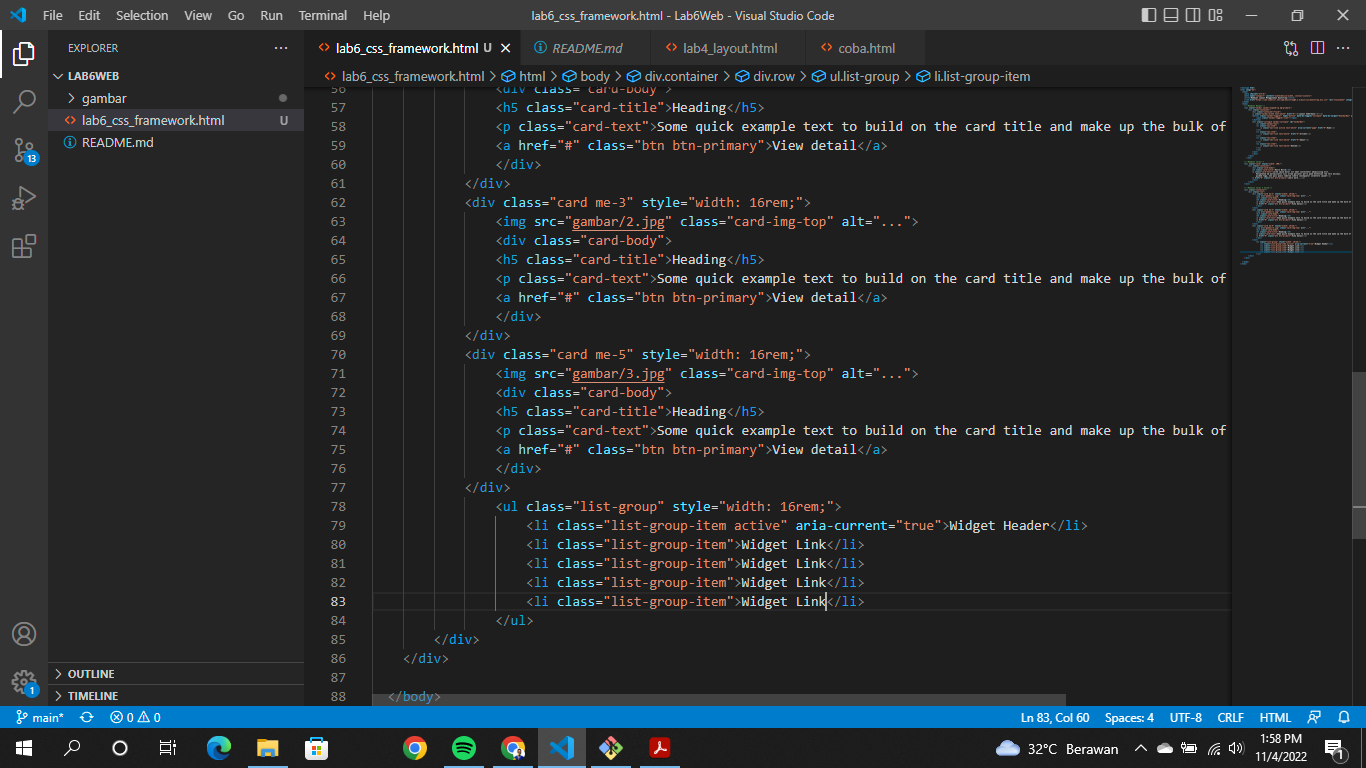 File Edit Selection View Go Run Terminal Help
lab6_css_framework.html - Lab6Web - Visual Studio Code
EXPLORER
LAB6WEB
gambar
lab6_css_framework.html U
README.md
OUTLINE
TIMELINE
13
1
lab6_css_framework.html U
README.md
lab4_layout.html
coba.html
lab6_css_framework.html > html > body > div.container > div.row > ul.list-group > li.list-group-item
56 <div class="card-body">
57 <h5 class="card-title">Heading</h5>
58 <p class="card-text">Some quick example text to build on the card title and make up the bulk of
59 <a href="#" class="btn btn-primary">View detail</a>
60 </div>
61 </div>
62 <div class="card me-3" style="width: 16rem;">
63 <img src="gambar/2.jpg" class="card-img-top" alt="...">
64 <div class="card-body">
65 <h5 class="card-title">Heading</h5>
66 <p class="card-text">Some quick example text to build on the card title and make up the bulk of
67 <a href="#" class="btn btn-primary">View detail</a>
68 </div>
69 </div>
70 <div class="card me-5" style="width: 16rem;">
71 <img src="gambar/3.jpg" class="card-img-top" alt="...">
72 <div class="card-body">
73 <h5 class="card-title">Heading</h5>
74 <p class="card-text">Some quick example text to build on the card title and make up the bulk of
75 <a href="#" class="btn btn-primary">View detail</a>
76 </div>
77 </div>
78 <ul class="list-group" style="width: 16rem;">
79 <li class="list-group-item active" aria-current="true">Widget Header</li>
80 <li class="list-group-item">Widget Link</li>
81 <li class="list-group-item">Widget Link</li>
82 <li class="list-group-item">Widget Link</li>
83 <li class="list-group-item">Widget Link</li>
84 </ul>
85 </div>
86 </div>
87
88 </body>
main* 0 0 Ln 83, Col 60 Spaces: 4 UTF-8 CRLF HTML
32°C Berawan
1:58 PM
11/4/2022
1